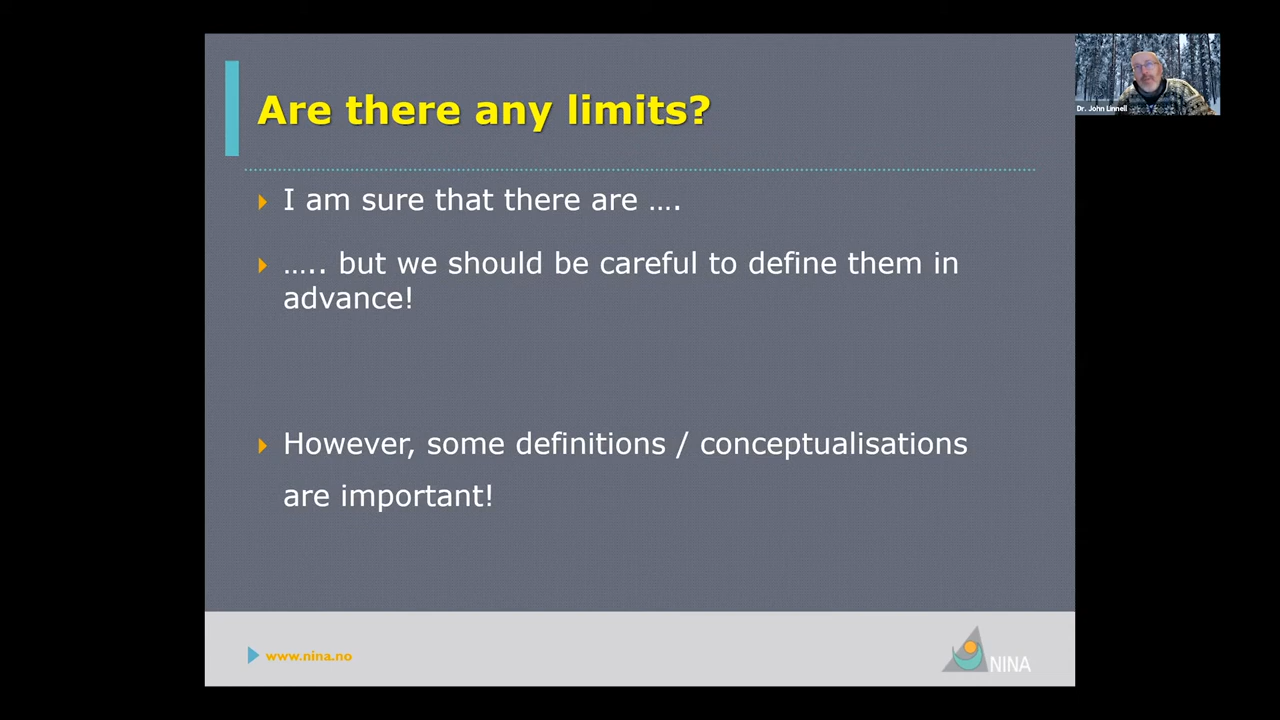 Are there any limits?
Dr. John Linnell
I am sure that there are ….
….. but we should be careful to define them in
advance!
However, some definitions / conceptualisations
are important!
www.nina.no
NINA